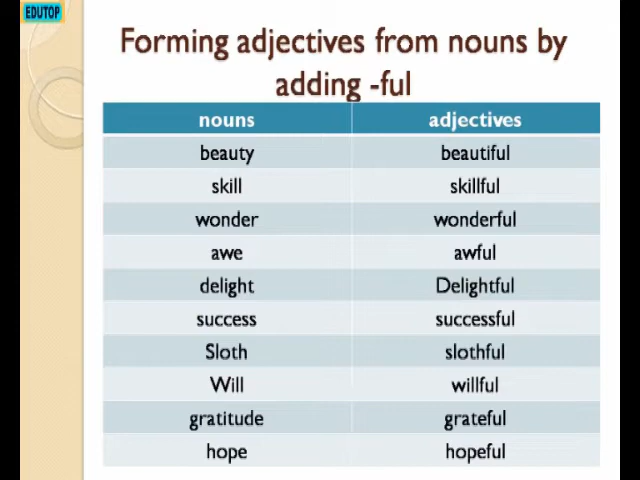 EDUTOP
Forming adjectives from nouns by
adding -ful
nouns adjectives
beauty beautiful
skill skillful
wonder wonderful
awe awful
delight Delightful
success successful
Sloth slothful
Will willful
gratitude grateful
hope hopeful